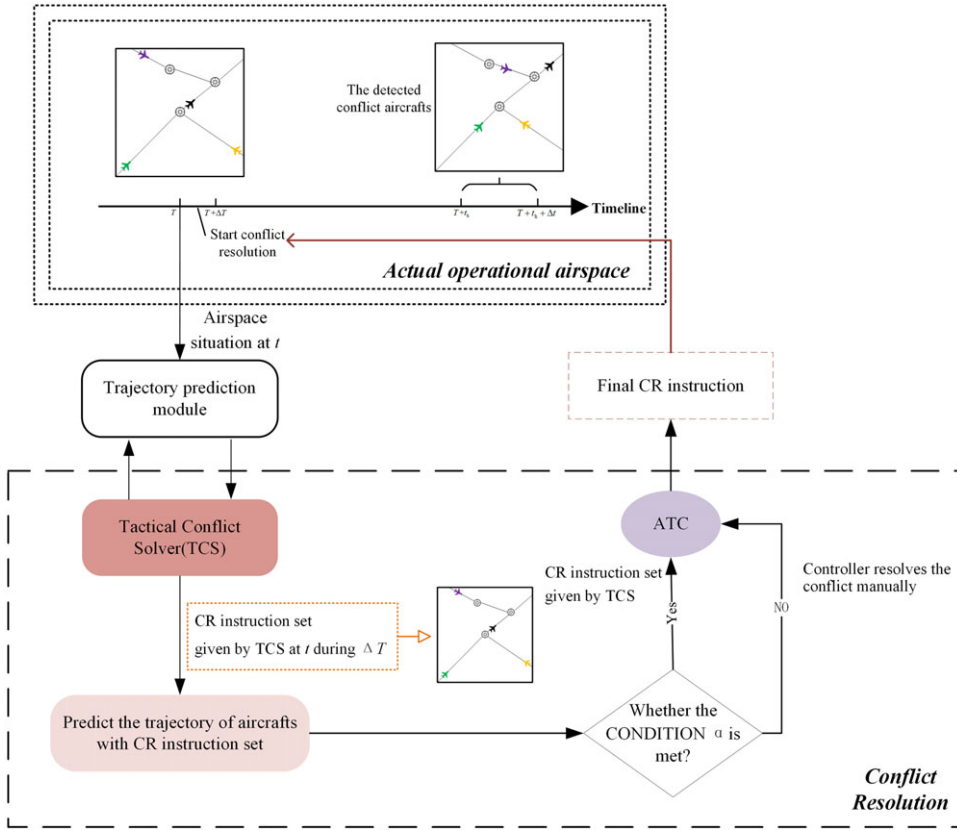 The detected
conflict aircrafts
T
T+ΔT
T+t_h
T+t_h+Δt
Timeline
Start conflict
resolution
Actual operational airspace
Airspace
situation at t
Trajectory prediction
module
Final CR instruction
Tactical Conflict
Solver(TCS)
ATC
CR instruction set
given by TCS
Controller resolves the
conflict manually
CR instruction set
given by TCS at t during ΔT
Yes
NO
Predict the trajectory of aircrafts
with CR instruction set
Whether the
CONDITION α is
met?
Conflict
Resolution